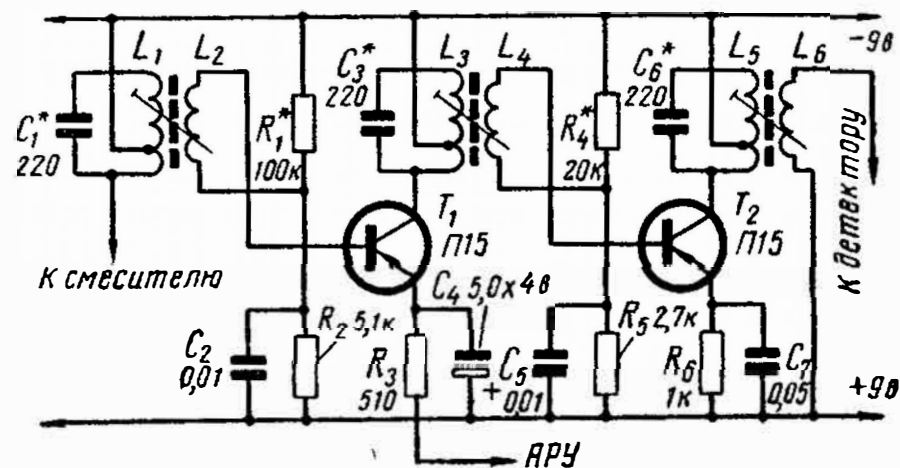 -9в
L₁
L₂
C₁*
220
R₁*
100к
C₃*
220
L₃
L₄
R₄*
20к
C₆*
220
L₅
L₆
К смесителю
T₁
П15
T₂
П15
К детектору
C₂
0,01
R₂ 5,1к
R₃
510
C₄ 5,0х4в
+
C₅
0,01
R₅ 2,7к
R₆
1к
C₇
0,05
+9в
АРУ